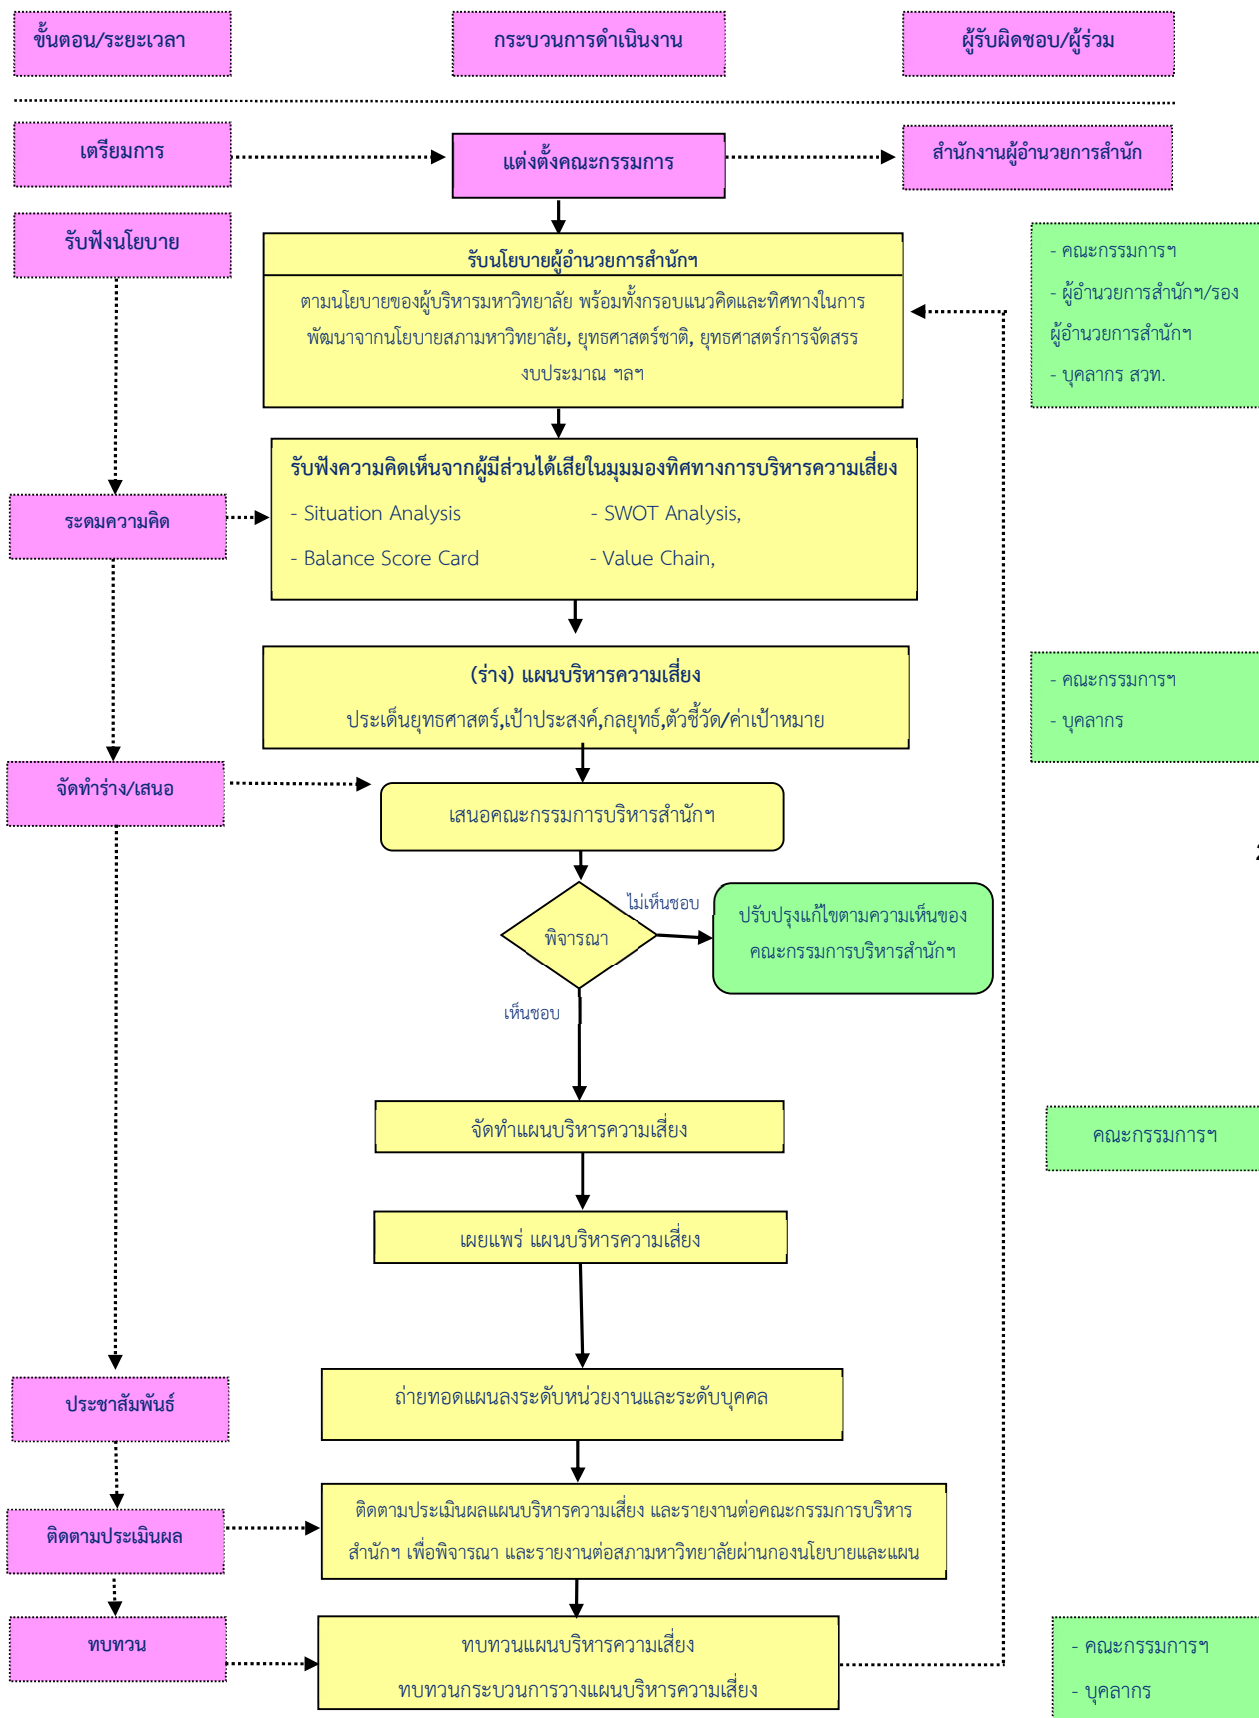 ขั้นตอน/ระยะเวลา
กระบวนการดำเนินงาน
ผู้รับผิดชอบ/ผู้ร่วม
เตรียมการ
แต่งตั้งคณะกรรมการ
สำนักงานผู้อำนวยการสำนัก
รับฟังนโยบาย
รับนโยบายผู้อำนวยการสำนักฯ
ตามนโยบายของผู้บริหารมหาวิทยาลัย พร้อมทั้งกรอบแนวคิดและทิศทางในการ
พัฒนาจากนโยบายสภามหาวิทยาลัย, ยุทธศาสตร์ชาติ, ยุทธศาสตร์การจัดสรร
งบประมาณ ฯลฯ
- คณะกรรมการฯ
- ผู้อำนวยการสำนักฯ/รอง
ผู้อำนวยการสำนักฯ
- บุคลากร สวท.
ระดมความคิด
รับฟังความคิดเห็นจากผู้มีส่วนได้เสียในมุมมองทิศทางการบริหารความเสี่ยง
- Situation Analysis - SWOT Analysis,
- Balance Score Card - Value Chain,
(ร่าง) แผนบริหารความเสี่ยง
ประเด็นยุทธศาสตร์,เป้าประสงค์,กลยุทธ์,ตัวชี้วัด/ค่าเป้าหมาย
- คณะกรรมการฯ
- บุคลากร
จัดทำร่าง/เสนอ
เสนอคณะกรรมการบริหารสำนักฯ
พิจารณา
ไม่เห็นชอบ
ปรับปรุงแก้ไขตามความเห็นของ
คณะกรรมการบริหารสำนักฯ
เห็นชอบ
จัดทำแผนบริหารความเสี่ยง
คณะกรรมการฯ
เผยแพร่ แผนบริหารความเสี่ยง
ประชาสัมพันธ์
ถ่ายทอดแผนลงระดับหน่วยงานและระดับบุคคล
ติดตามประเมินผล
ติดตามประเมินผลแผนบริหารความเสี่ยง และรายงานต่อคณะกรรมการบริหาร
สำนักฯ เพื่อพิจารณา และรายงานต่อสภามหาวิทยาลัยผ่านกองนโยบายและแผน
ทบทวน
ทบทวนแผนบริหารความเสี่ยง
ทบทวนกระบวนการวางแผนบริหารความเสี่ยง
- คณะกรรมการฯ
- บุคลากร